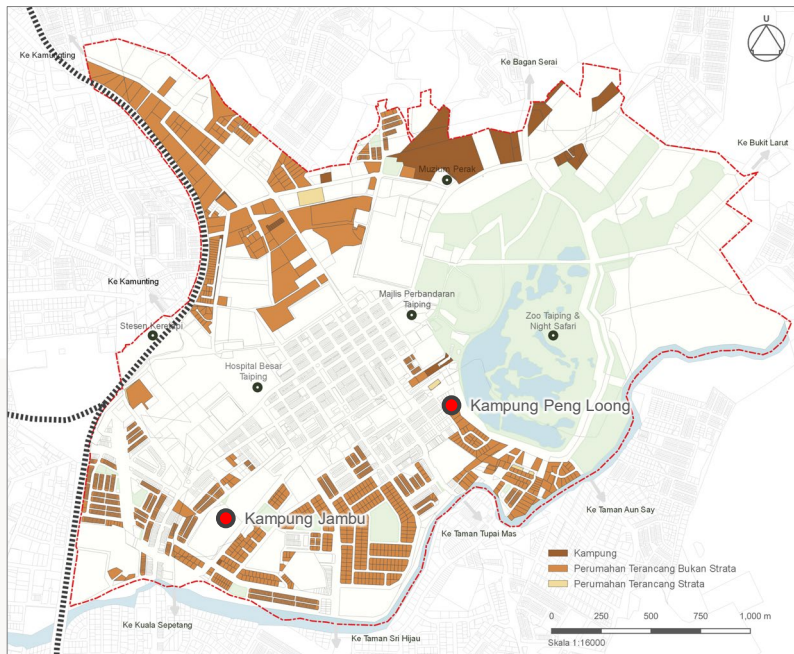 U
Ke Kamungting
Ke Bagan Serai
Ke Bukit Larut
Muzium Perak
Ke Kamunting
Majlis Perbandaran
Taiping
Zoo Taiping &
Night Safari
Stesen Keretapi
Hospital Besar
Taiping
Kampung Peng Loong
Kampung Jambu
Ke Taman Aun Say
Ke Taman Tupai Mas
Kampung
Perumahan Terancang Bukan Strata
Perumahan Terancang Strata
0 250 500 750 1,000 m
Skala 1:16000
Ke Kuala Sepetang
Ke Taman Sri Hijau